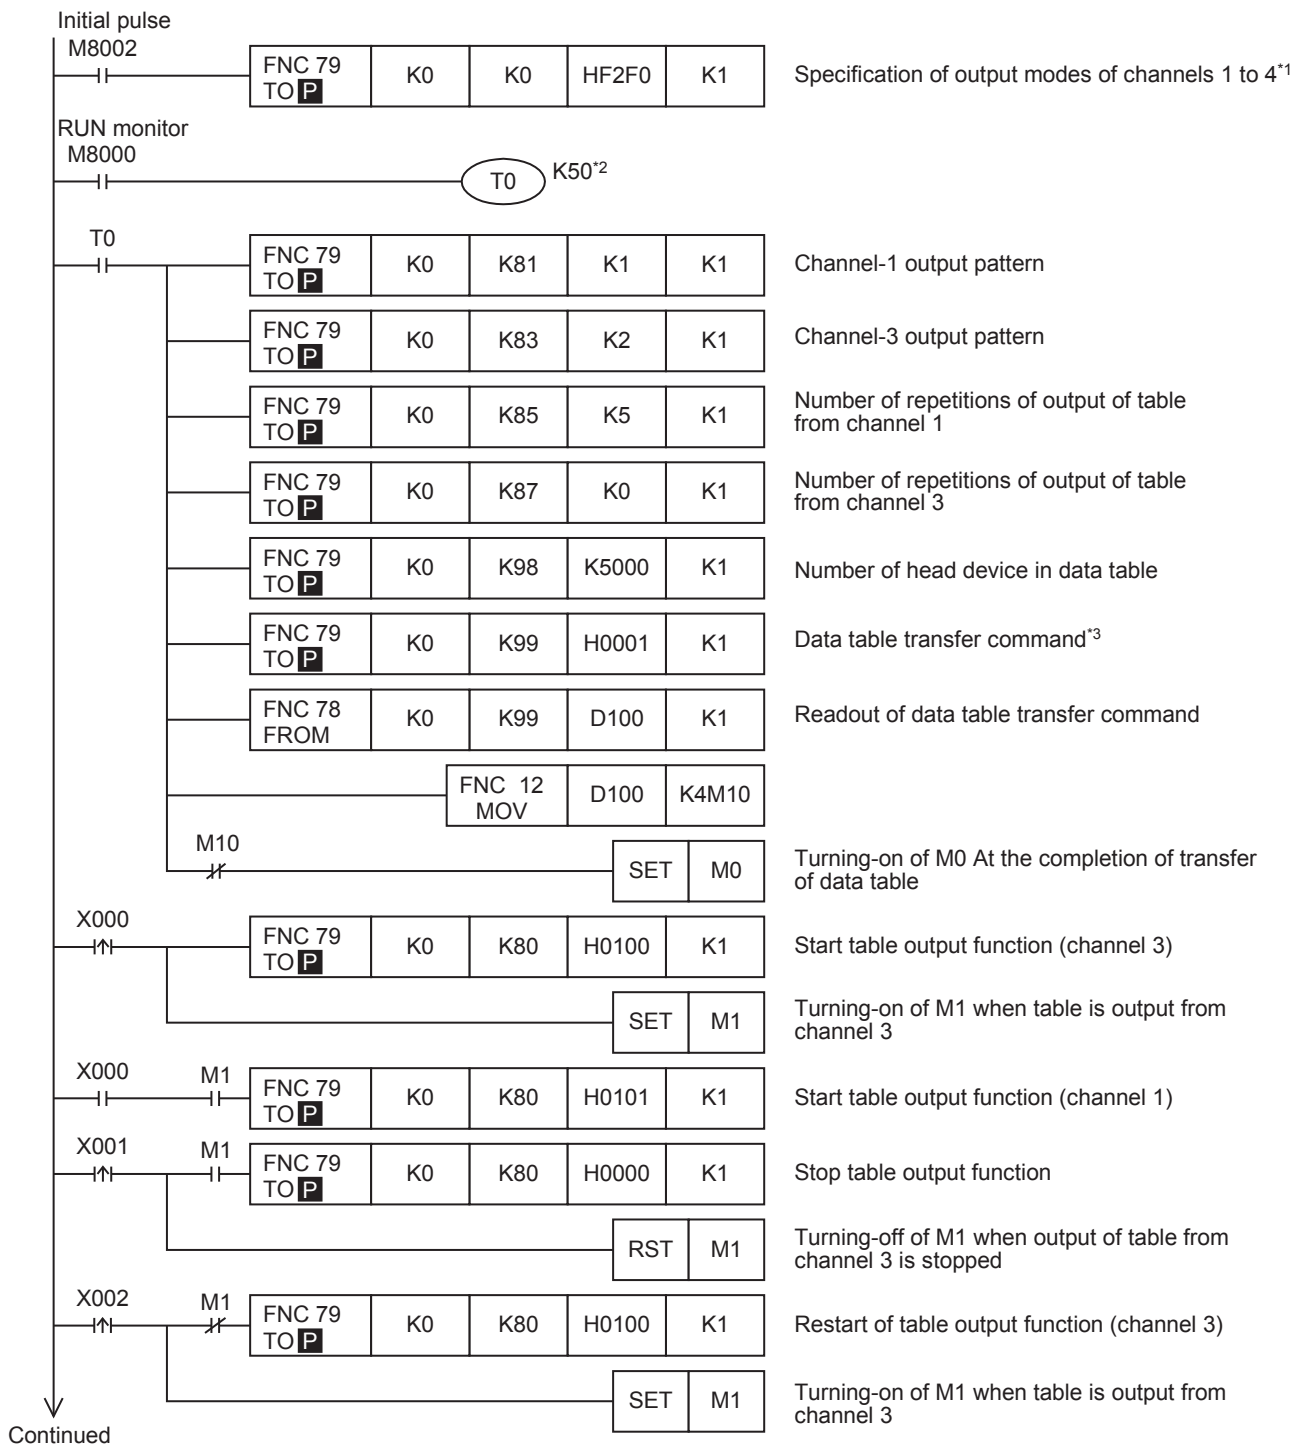 Initial pulse
M8002
FNC 79 TO P K0 K0 HF2F0 K1 Specification of output modes of channels 1 to 4*1
RUN monitor
M8000
T0 K50*2
T0
FNC 79 TO P K0 K81 K1 K1 Channel-1 output pattern
FNC 79 TO P K0 K83 K2 K1 Channel-3 output pattern
FNC 79 TO P K0 K85 K5 K1 Number of repetitions of output of table
from channel 1
FNC 79 TO P K0 K87 K0 K1 Number of repetitions of output of table
from channel 3
FNC 79 TO P K0 K98 K5000 K1 Number of head device in data table
FNC 79 TO P K0 K99 H0001 K1 Data table transfer command*3
FNC 78 FROM K0 K99 D100 K1 Readout of data table transfer command
FNC 12 MOV D100 K4M10
M10
SET M0 Turning-on of M0 At the completion of transfer
of data table
X000
FNC 79 TO P K0 K80 H0100 K1 Start table output function (channel 3)
SET M1 Turning-on of M1 when table is output from
channel 3
X000 M1
FNC 79 TO P K0 K80 H0101 K1 Start table output function (channel 1)
X001 M1
FNC 79 TO P K0 K80 H0000 K1 Stop table output function
RST M1 Turning-off of M1 when output of table from
channel 3 is stopped
X002 M1
FNC 79 TO P K0 K80 H0100 K1 Restart of table output function (channel 3)
SET M1 Turning-on of M1 when table is output from
channel 3
Continued